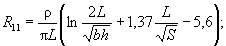 R₁₁ = ρ/(πL) (ln 2L/√(bh) + 1,37 L/√S − 5,6);